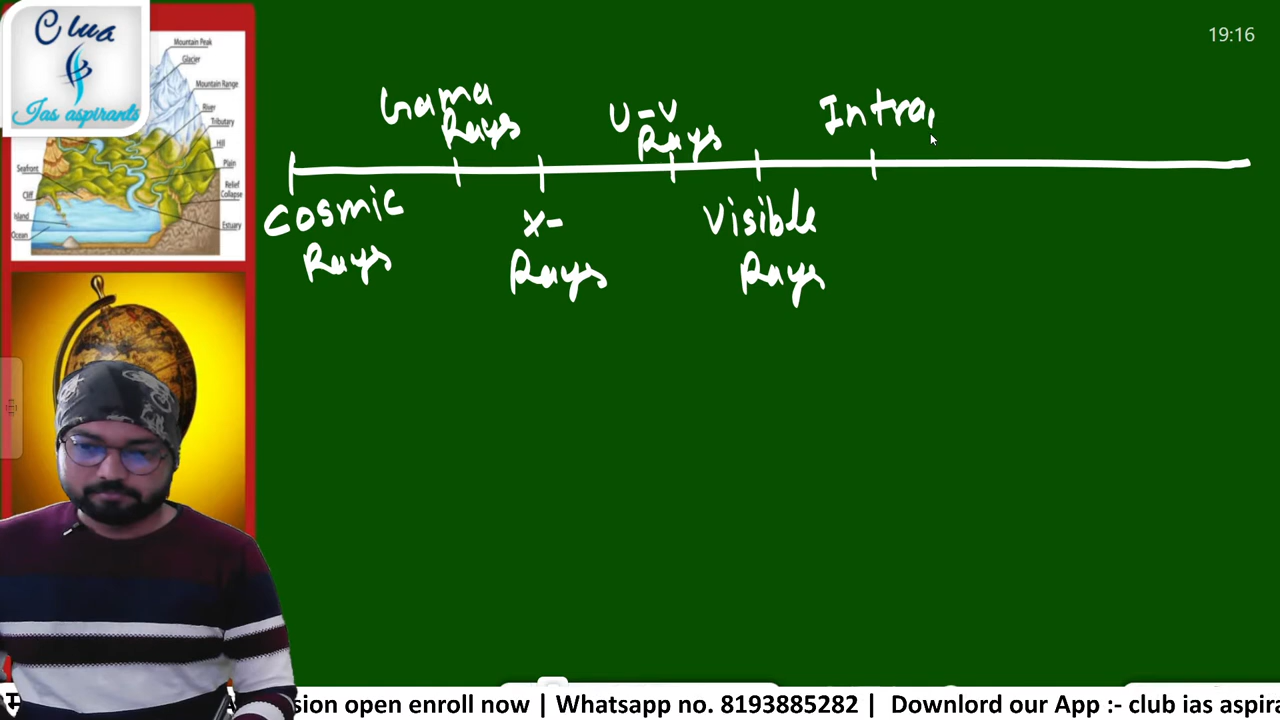 Clua
Ias aspirants
Mountain Peak
Glacier
Mountain Range
River
Tributary
Hill
Seafront
Plain
Cliff
Relief
Collapse
Island
Estuary
Ocean
19:16
Gama
Rays
U-V
Rays
Intra
Cosmic
Rays
X-
Rays
Visible
Rays
sion open enroll now | Whatsapp no. 8193885282 | Downlord our App :- club ias aspira